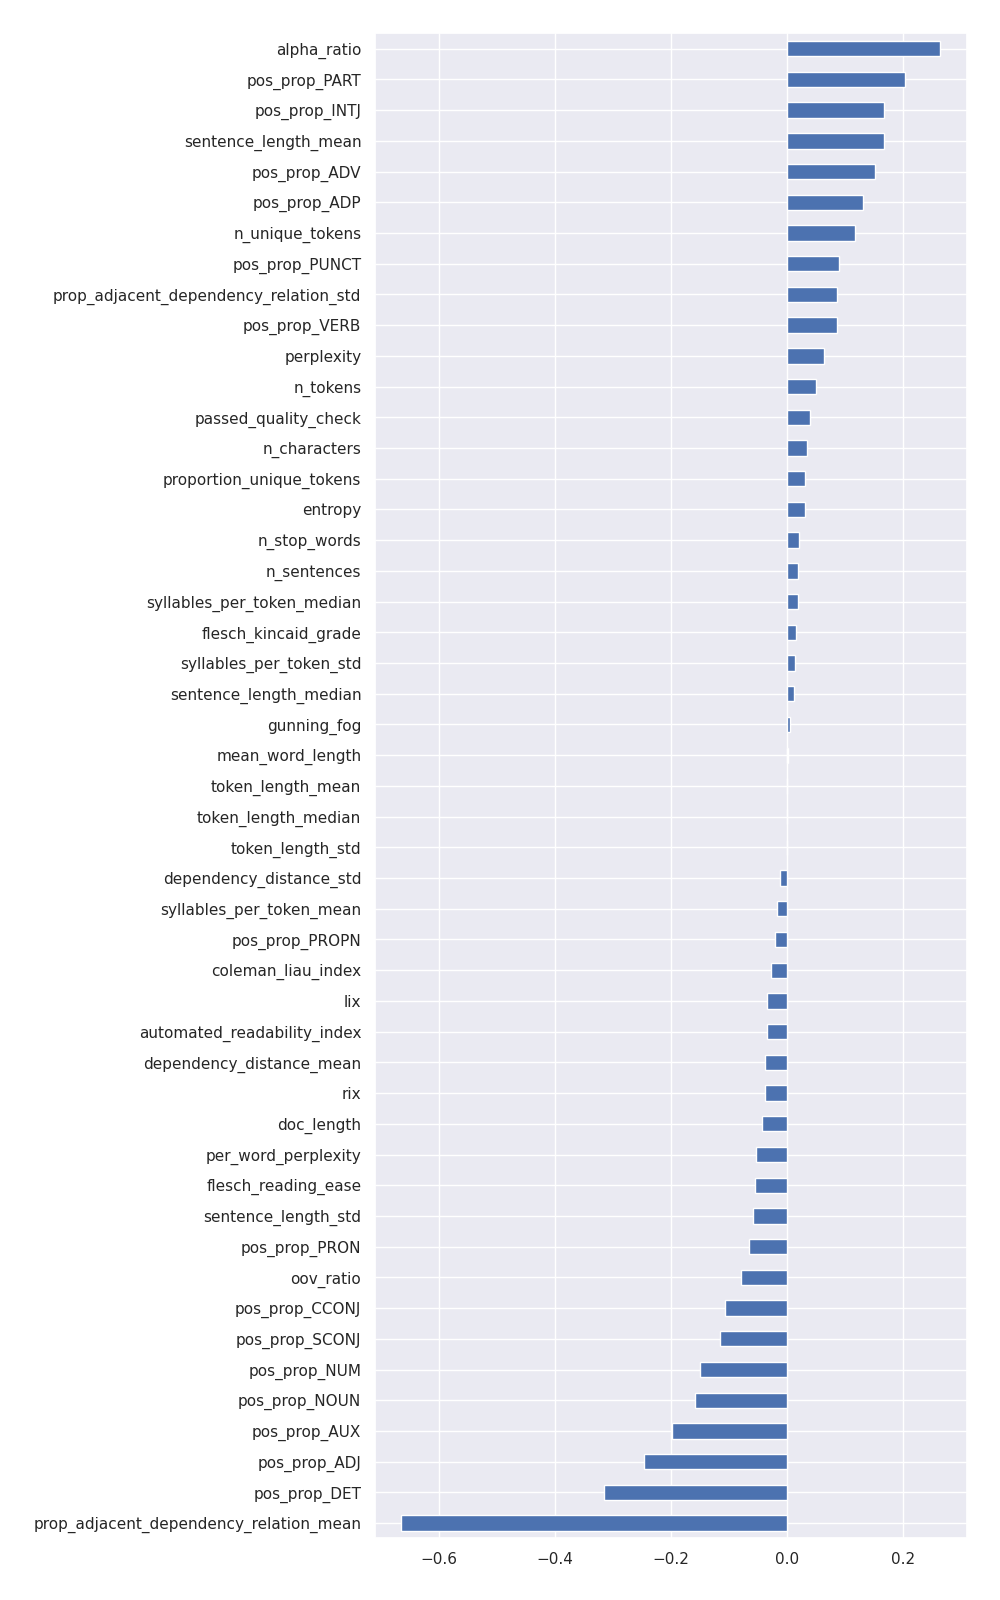 alpha_ratio
pos_prop_PART
pos_prop_INTJ
sentence_length_mean
pos_prop_ADV
pos_prop_ADP
n_unique_tokens
pos_prop_PUNCT
prop_adjacent_dependency_relation_std
pos_prop_VERB
perplexity
n_tokens
passed_quality_check
n_characters
proportion_unique_tokens
entropy
n_stop_words
n_sentences
syllables_per_token_median
flesch_kincaid_grade
syllables_per_token_std
sentence_length_median
gunning_fog
mean_word_length
token_length_mean
token_length_median
token_length_std
dependency_distance_std
syllables_per_token_mean
pos_prop_PROPN
coleman_liau_index
lix
automated_readability_index
dependency_distance_mean
rix
doc_length
per_word_perplexity
flesch_reading_ease
sentence_length_std
pos_prop_PRON
oov_ratio
pos_prop_CCONJ
pos_prop_SCONJ
pos_prop_NUM
pos_prop_NOUN
pos_prop_AUX
pos_prop_ADJ
pos_prop_DET
prop_adjacent_dependency_relation_mean
−0.6 −0.4 −0.2 0.0 0.2